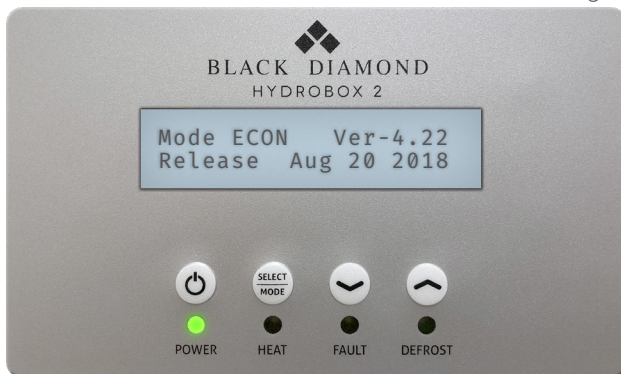 BLACK DIAMOND
HYDROBOX 2
Mode ECON Ver-4.22
Release Aug 20 2018
SELECT
MODE
POWER HEAT FAULT DEFROST